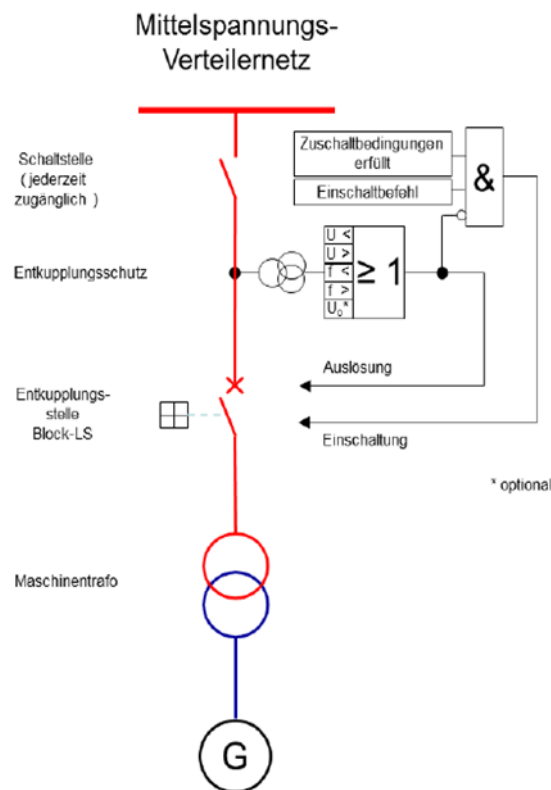 Mittelspannungs-
Verteilernetz
Schaltstelle
( jederzeit
zugänglich )
Zuschaltbedingungen
erfüllt
Einschaltbefehl
&
Entkupplungsschutz
U <
U >
f <
f >
U₀*
≥ 1
Auslösung
Entkupplungs-
stelle
Block-LS
Einschaltung
* optional
Maschinentrafo
G